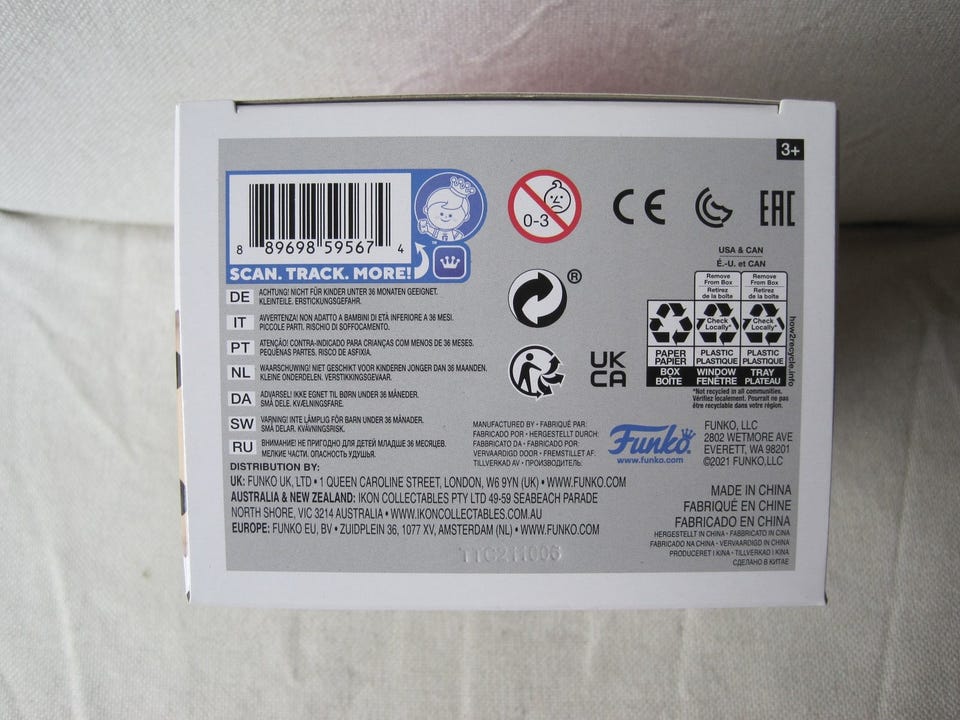 3+
8 89698 59567 4
SCAN. TRACK. MORE!
0-3
CE
EAC
DE ACHTUNG! NICHT FÜR KINDER UNTER 36 MONATEN GEEIGNET.
KLEINTEILE. ERSTICKUNGSGEFAHR.
IT AVVERTENZA! NON ADATTO A BAMBINI DI ETÀ INFERIORE A 36 MESI.
PICCOLE PARTI. RISCHIO DI SOFFOCAMENTO.
PT ATENÇÃO! CONTRA-INDICADO PARA CRIANÇAS COM MENOS DE 36 MESES.
PEQUENAS PARTES. RISCO DE ASFIXIA.
NL WAARSCHUWING! NIET GESCHIKT VOOR KINDEREN JONGER DAN 36 MAANDEN.
KLEINE ONDERDELEN. VERSTIKKINGSGEVAAR.
DA ADVARSEL! IKKE EGNET TIL BØRN UNDER 36 MÅNEDER.
SMÅ DELE. KVÆLNINGSFARE.
SW VARNING! INTE LÄMPLIG FÖR BARN UNDER 36 MÅNADER.
SMÅ DELAR. KVÄVNINGSRISK.
RU ВНИМАНИЕ! НЕ ПРИГОДНО ДЛЯ ДЕТЕЙ МЛАДШЕ 36 МЕСЯЦЕВ.
МЕЛКИЕ ЧАСТИ. ОПАСНОСТЬ УДУШЬЯ.
®
UK
CA
USA & CAN
É.-U. et CAN
Remove From Box Retirez de la boîte
Remove From Box Retirez de la boîte
Check Locally*
Check Locally*
PAPER PAPIER
PLASTIC PLASTIQUE
PLASTIC PLASTIQUE
BOX BOÎTE
WINDOW FENÊTRE
TRAY PLATEAU
how2recycle.info
*Not recycled in all communities.
Vérifiez localement. Pourrait ne pas
être recyclable dans votre région.
MANUFACTURED BY • FABRIQUÉ PAR:
FABRICADO POR • HERGESTELLT DURCH:
FABBRICATO DA • FABRICADO POR:
VERVAARDIGD DOOR • FREMSTILLET AF:
TILLVERKAD AV • ПРОИЗВОДИТЕЛЬ:
Funko
www.funko.com
FUNKO, LLC
2802 WETMORE AVE
EVERETT, WA 98201
©2021 FUNKO,LLC
DISTRIBUTION BY:
UK: FUNKO UK, LTD • 1 QUEEN CAROLINE STREET, LONDON, W6 9YN (UK) • WWW.FUNKO.COM
AUSTRALIA & NEW ZEALAND: IKON COLLECTABLES PTY LTD 49-59 SEABEACH PARADE
NORTH SHORE, VIC 3214 AUSTRALIA • WWW.IKONCOLLECTABLES.COM.AU
EUROPE: FUNKO EU, BV • ZUIDPLEIN 36, 1077 XV, AMSTERDAM (NL) • WWW.FUNKO.COM
MADE IN CHINA
FABRIQUÉ EN CHINE
FABRICADO EN CHINA
HERGESTELLT IN CHINA • FABBRICATO IN CINA
FABRICADO NA CHINA • VERVAARDIGD IN CHINA
PRODUCERET I KINA • TILLVERKAD I KINA
СДЕЛАНО В КИТАЕ